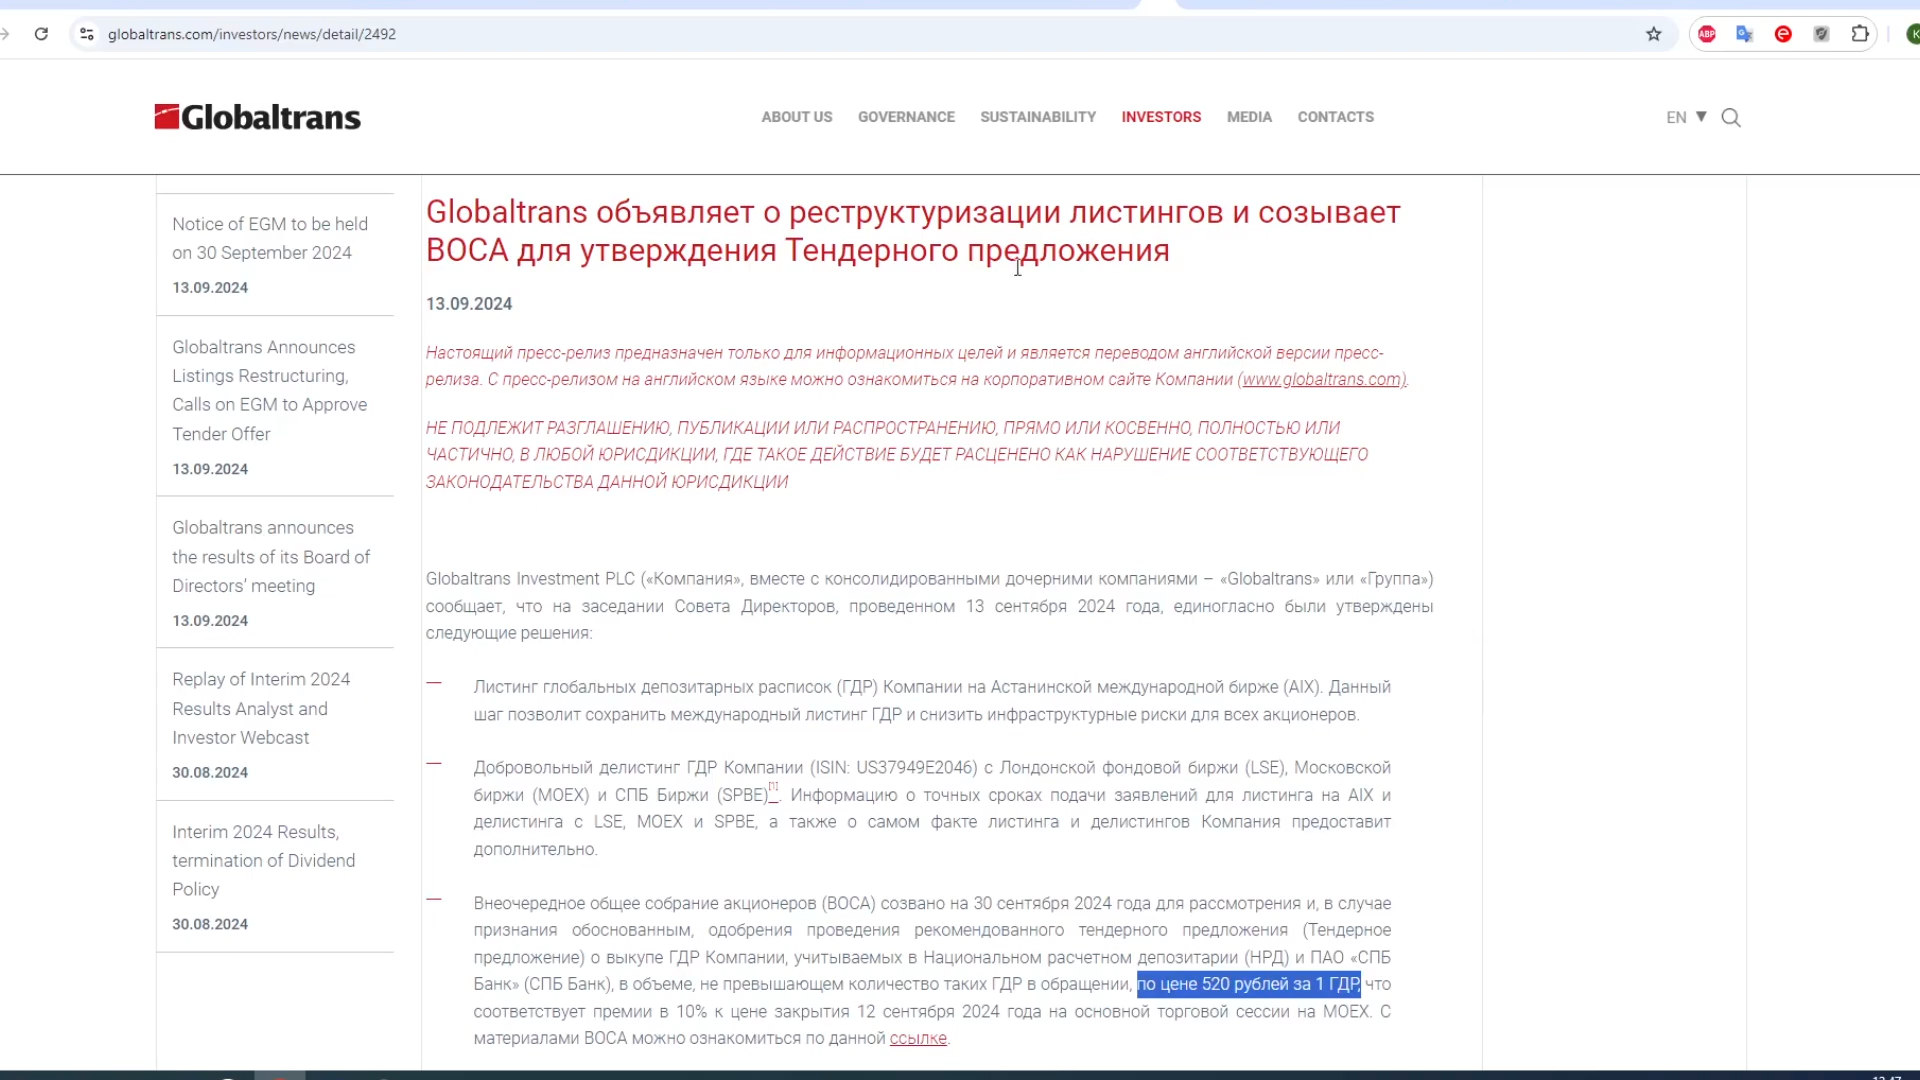 globaltrans.com/investors/news/detail/2492
ABP
K
Globaltrans
ABOUT US GOVERNANCE SUSTAINABILITY INVESTORS MEDIA CONTACTS
EN ▼
Notice of EGM to be held
on 30 September 2024
13.09.2024
Globaltrans Announces
Listings Restructuring,
Calls on EGM to Approve
Tender Offer
13.09.2024
Globaltrans announces
the results of its Board of
Directors’ meeting
13.09.2024
Replay of Interim 2024
Results Analyst and
Investor Webcast
30.08.2024
Interim 2024 Results,
termination of Dividend
Policy
30.08.2024
Globaltrans объявляет о реструктуризации листингов и созывает
ВОСА для утверждения Тендерного предложения
13.09.2024
Настоящий пресс-релиз предназначен только для информационных целей и является переводом английской версии пресс-
релиза. С пресс-релизом на английском языке можно ознакомиться на корпоративном сайте Компании (www.globaltrans.com).
НЕ ПОДЛЕЖИТ РАЗГЛАШЕНИЮ, ПУБЛИКАЦИИ ИЛИ РАСПРОСТРАНЕНИЮ, ПРЯМО ИЛИ КОСВЕННО, ПОЛНОСТЬЮ ИЛИ
ЧАСТИЧНО, В ЛЮБОЙ ЮРИСДИКЦИИ, ГДЕ ТАКОЕ ДЕЙСТВИЕ БУДЕТ РАСЦЕНЕНО КАК НАРУШЕНИЕ СООТВЕТСТВУЮЩЕГО
ЗАКОНОДАТЕЛЬСТВА ДАННОЙ ЮРИСДИКЦИИ
Globaltrans Investment PLC («Компания», вместе с консолидированными дочерними компаниями – «Globaltrans» или «Группа»)
сообщает, что на заседании Совета Директоров, проведенном 13 сентября 2024 года, единогласно были утверждены
следующие решения:
— Листинг глобальных депозитарных расписок (ГДР) Компании на Астанинской международной бирже (AIX). Данный
шаг позволит сохранить международный листинг ГДР и снизить инфраструктурные риски для всех акционеров.
— Добровольный делистинг ГДР Компании (ISIN: US37949E2046) с Лондонской фондовой биржи (LSE), Московской
биржи (MOEX) и СПБ Биржи (SPBE)[1]. Информацию о точных сроках подачи заявлений для листинга на AIX и
делистинга с LSE, MOEX и SPBE, а также о самом факте листинга и делистингов Компания предоставит
дополнительно.
— Внеочередное общее собрание акционеров (ВОСА) созвано на 30 сентября 2024 года для рассмотрения и, в случае
признания обоснованным, одобрения проведения рекомендованного тендерного предложения (Тендерное
предложение) о выкупе ГДР Компании, учитываемых в Национальном расчетном депозитарии (НРД) и ПАО «СПБ
Банк» (СПБ Банк), в объеме, не превышающем количество таких ГДР в обращении, по цене 520 рублей за 1 ГДР, что
соответствует премии в 10% к цене закрытия 12 сентября 2024 года на основной торговой сессии на MOEX. С
материалами ВОСА можно ознакомиться по данной ссылке.